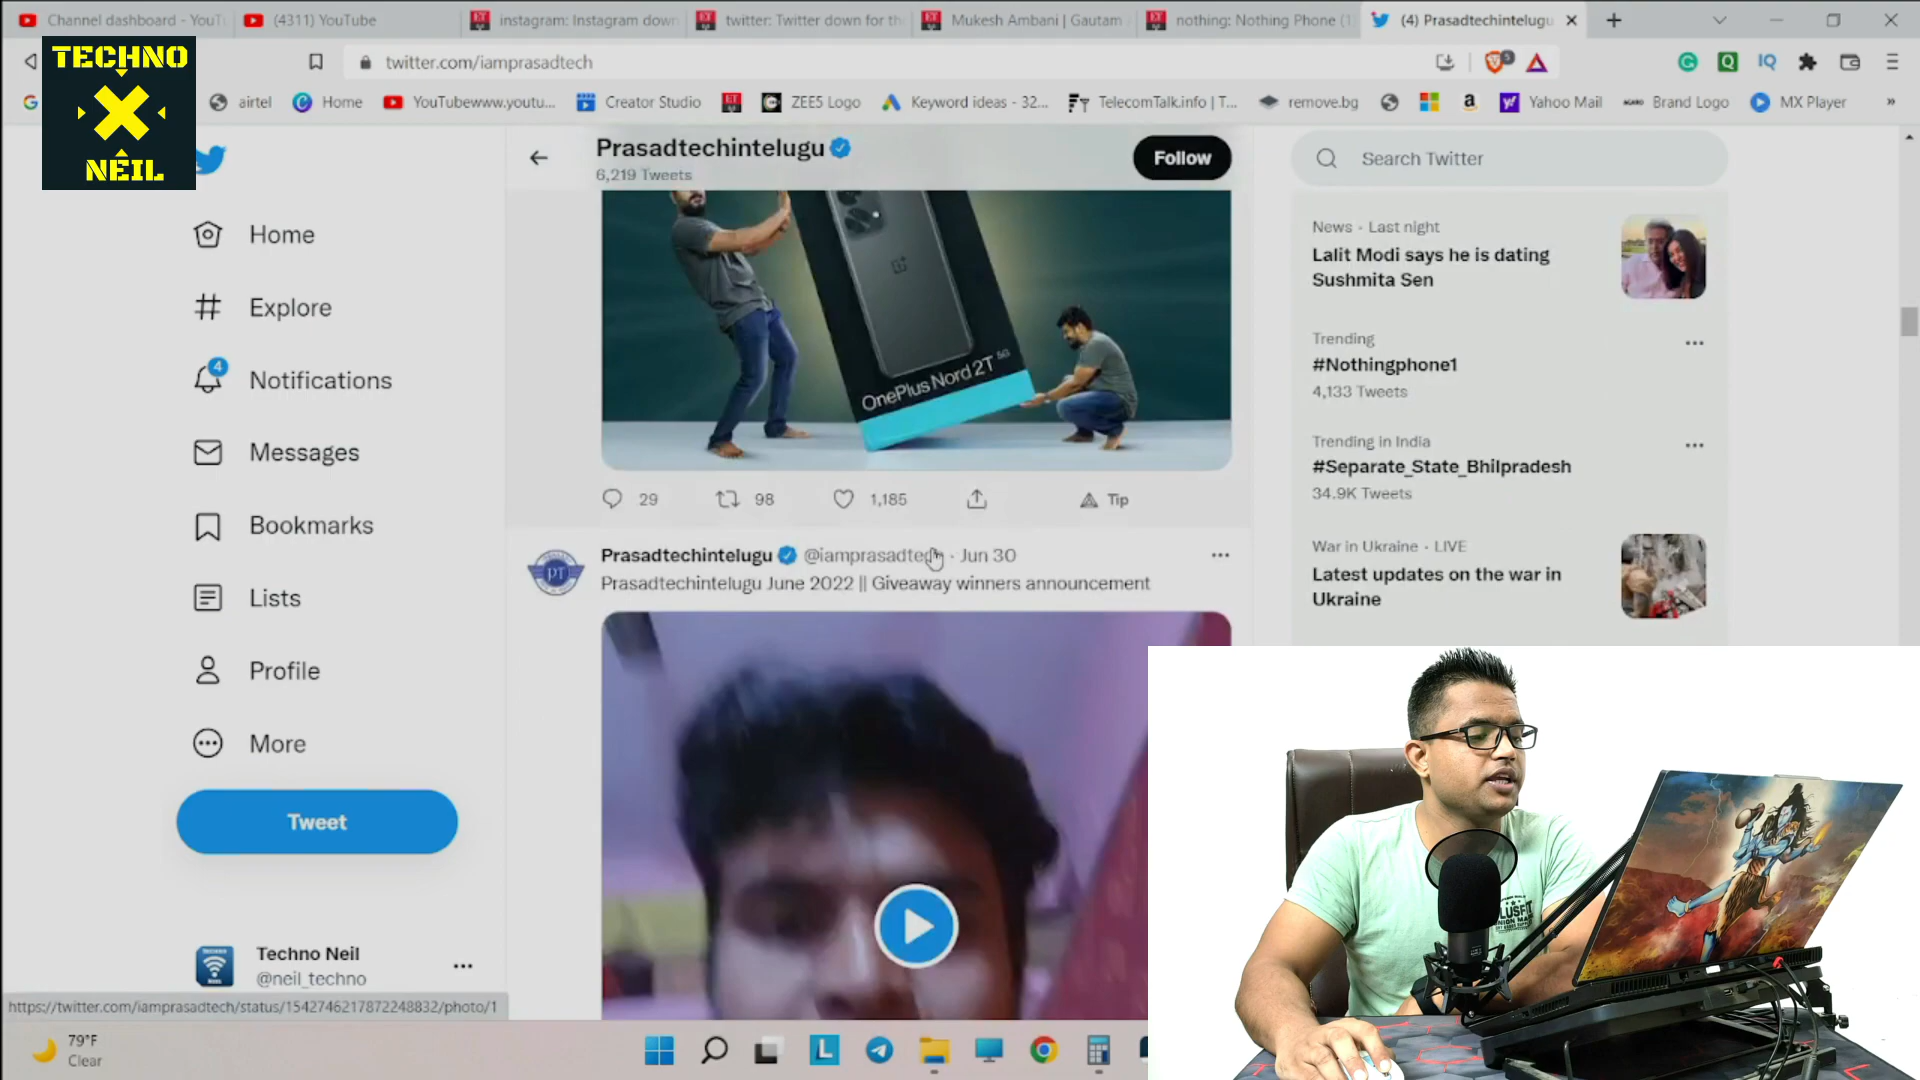 Channel dashboard - YouT
(4311) YouTube
instagram: Instagram down
twitter: Twitter down for th
Mukesh Ambani | Gautam
nothing: Nothing Phone (1
(4) Prasadtechintelugu
twitter.com/iamprasadtech
airtel
Home
YouTubewww.youtu...
Creator Studio
ZEE5 Logo
Keyword ideas - 32...
TelecomTalk.info | T...
remove.bg
Yahoo Mail
Brand Logo
MX Player
TECHNO
NEIL
Prasadtechintelugu
6,219 Tweets
Follow
Search Twitter
Home
Explore
4
Notifications
Messages
Bookmarks
Lists
Profile
More
Tweet
Techno Neil
@neil_techno
OnePlus Nord 2T 5G
29
98
1,185
Tip
Prasadtechintelugu @iamprasadtech · Jun 30
Prasadtechintelugu June 2022 || Giveaway winners announcement
PT
News · Last night
Lalit Modi says he is dating
Sushmita Sen
Trending
#Nothingphone1
4,133 Tweets
Trending in India
#Separate_State_Bhilpradesh
34.9K Tweets
War in Ukraine · LIVE
Latest updates on the war in
Ukraine
https://twitter.com/iamprasadtech/status/1542746217872248832/photo/1
79°F
Clear